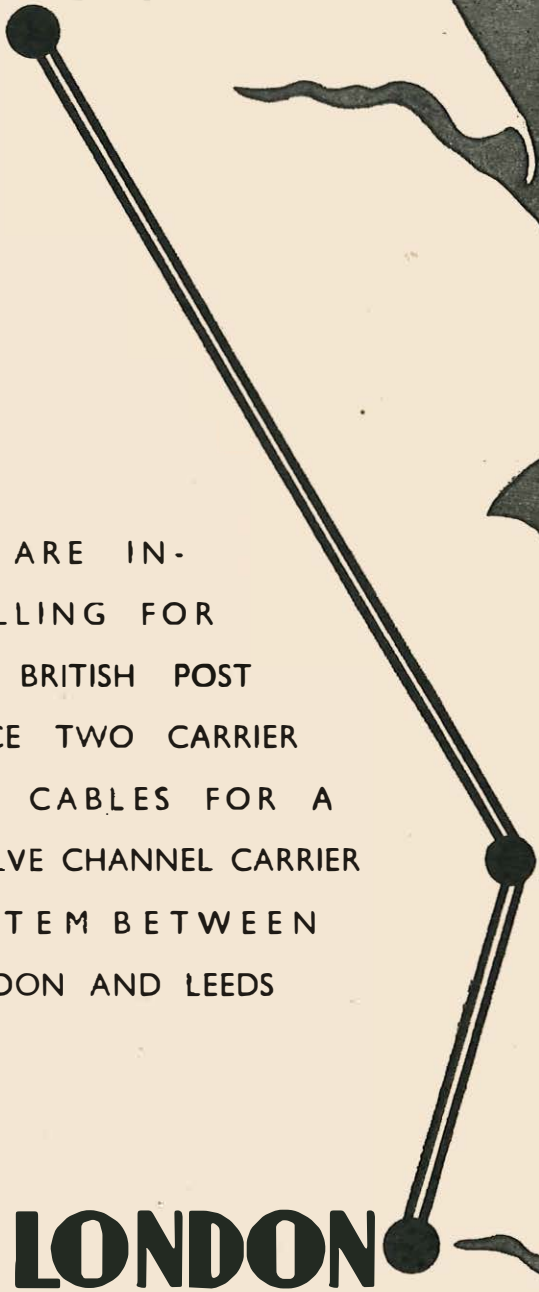 ARE IN-
LLING FOR
BRITISH POST
CE TWO CARRIER
CABLES FOR A
LVE CHANNEL CARRIER
TEM BETWEEN
DON AND LEEDS
LONDON